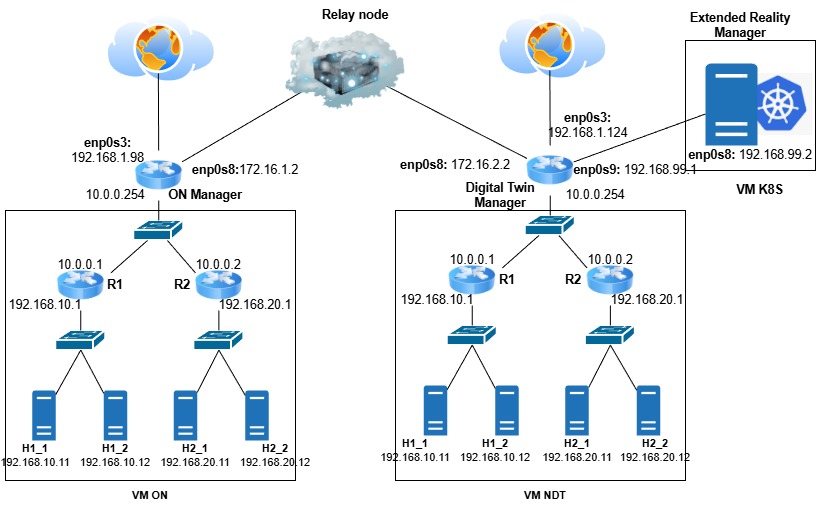 Relay node
Extended Reality
Manager
enp0s3:
192.168.1.98
enp0s8:172.16.1.2
10.0.0.254
ON Manager
enp0s3:
192.168.1.124
enp0s8: 172.16.2.2
enp0s9: 192.168.99.1
Digital Twin
Manager
10.0.0.254
enp0s8: 192.168.99.2
VM K8S
10.0.0.1
R1
10.0.0.2
R2
192.168.10.1
192.168.20.1
H1_1
192.168.10.11
H1_2
192.168.10.12
H2_1
192.168.20.11
H2_2
192.168.20.12
VM ON
10.0.0.1
R1
10.0.0.2
R2
192.168.10.1
192.168.20.1
H1_1
192.168.10.11
H1_2
192.168.10.12
H2_1
192.168.20.11
H2_2
192.168.20.12
VM NDT